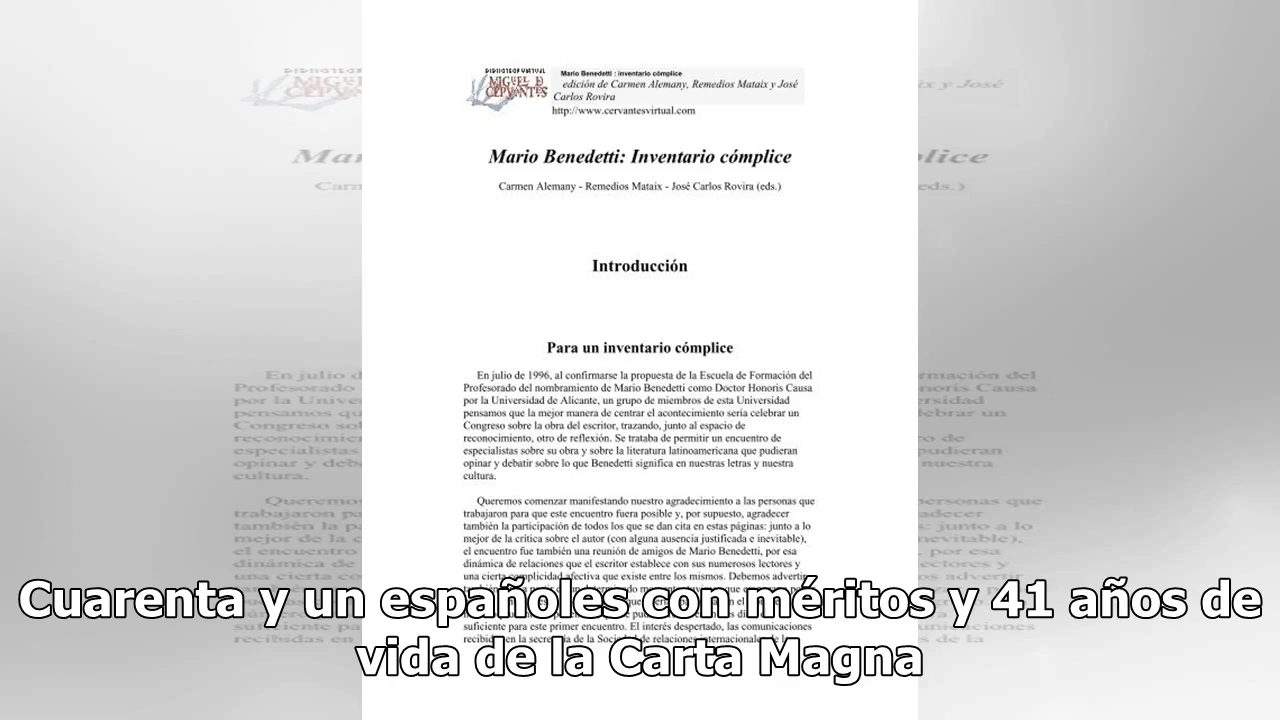 BIBLIOTECA VIRTUAL
MIGUEL D
CERVANTES
Mario Benedetti : inventario cómplice
edición de Carmen Alemany, Remedios Mataix y José
Carlos Rovira
http://www.cervantesvirtual.com
Mario Benedetti: Inventario cómplice
Carmen Alemany - Remedios Mataix - José Carlos Rovira (eds.)
Introducción
Para un inventario cómplice
En julio de 1996, al confirmarse la propuesta de la Escuela de Formación del
Profesorado del nombramiento de Mario Benedetti como Doctor Honoris Causa
por la Universidad de Alicante, un grupo de miembros de esta Universidad
pensamos que la mejor manera de centrar el acontecimiento sería celebrar un
Congreso sobre la obra del escritor, trazando, junto al espacio de
reconocimiento, otro de reflexión. Se trataba de permitir un encuentro de
especialistas sobre su obra y sobre la literatura latinoamericana que pudieran
opinar y debatir sobre lo que Benedetti significa en nuestras letras y nuestra
cultura.
Queremos comenzar manifestando nuestro agradecimiento a las personas que
trabajaron para que este encuentro fuera posible y, por supuesto, agradecer
también la participación de todos los que se dan cita en estas páginas: junto a lo
mejor de la crítica sobre el autor (con alguna ausencia justificada e inevitable),
el encuentro fue también una reunión de amigos de Mario Benedetti, por esa
dinámica de relaciones que el escritor establece con sus numerosos lectores y
una cierta complicidad afectiva que existe entre los mismos. Debemos advertir
Cuarenta y un españoles con méritos y 41 años de
suficiente para este primer encuentro. El interés despertado, las comunicaciones
vida de la Carta Magna